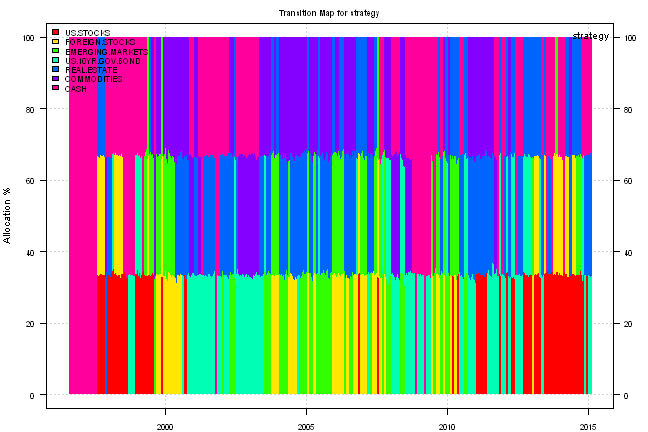 Transition Map for strategy
strategy
US.STOCKS
FOREIGN.STOCKS
EMERGING.MARKETS
US.10YR.GOV.BOND
REAL.ESTATE
COMMODITIES
CASH
Allocation %
100
80
60
40
20
0
100
80
60
40
20
0
2000 2005 2010 2015